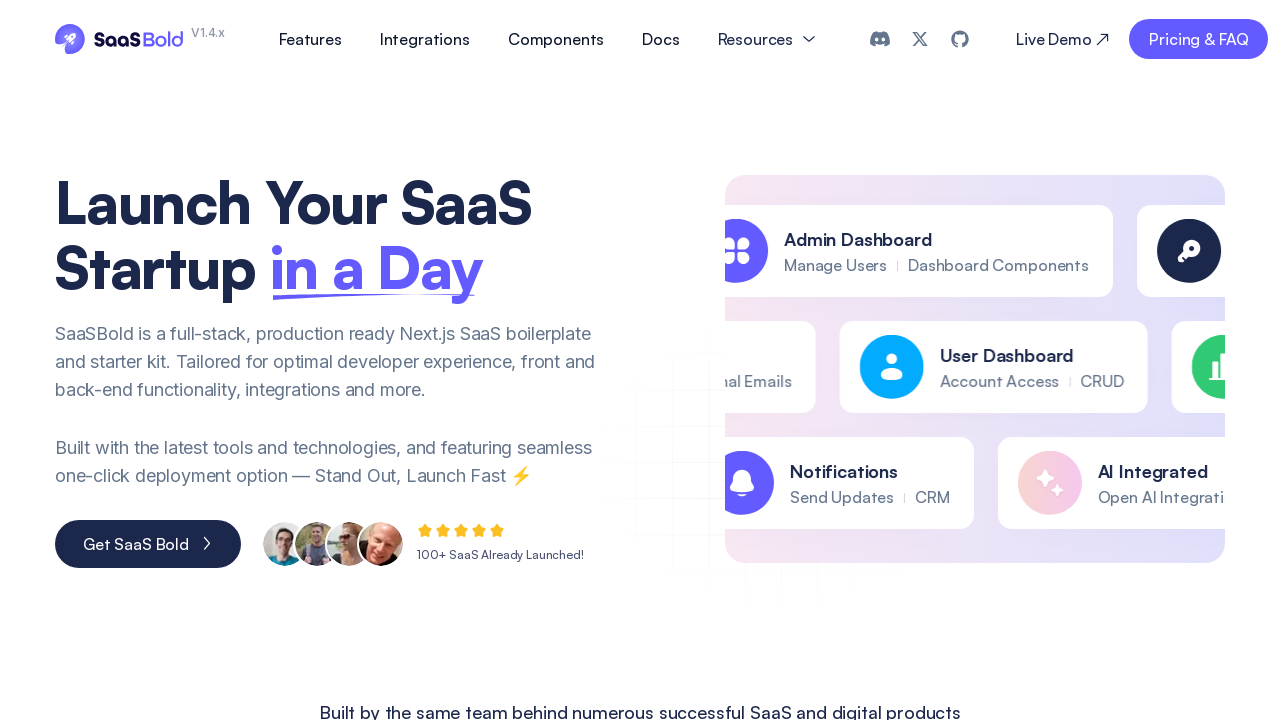 SaaSBold V1.4.x
Features
Integrations
Components
Docs
Resources
Live Demo
Pricing & FAQ
Launch Your SaaS
Startup in a Day
SaaSBold is a full-stack, production ready Next.js SaaS boilerplate
and starter kit. Tailored for optimal developer experience, front and
back-end functionality, integrations and more.
Built with the latest tools and technologies, and featuring seamless
one-click deployment option — Stand Out, Launch Fast ⚡
Get SaaS Bold
100+ SaaS Already Launched!
Admin Dashboard
Manage Users | Dashboard Components
Emails
User Dashboard
Account Access | CRUD
Notifications
Send Updates | CRM
AI Integrated
Open AI Integrati
Built by the same team behind numerous successful SaaS and digital products